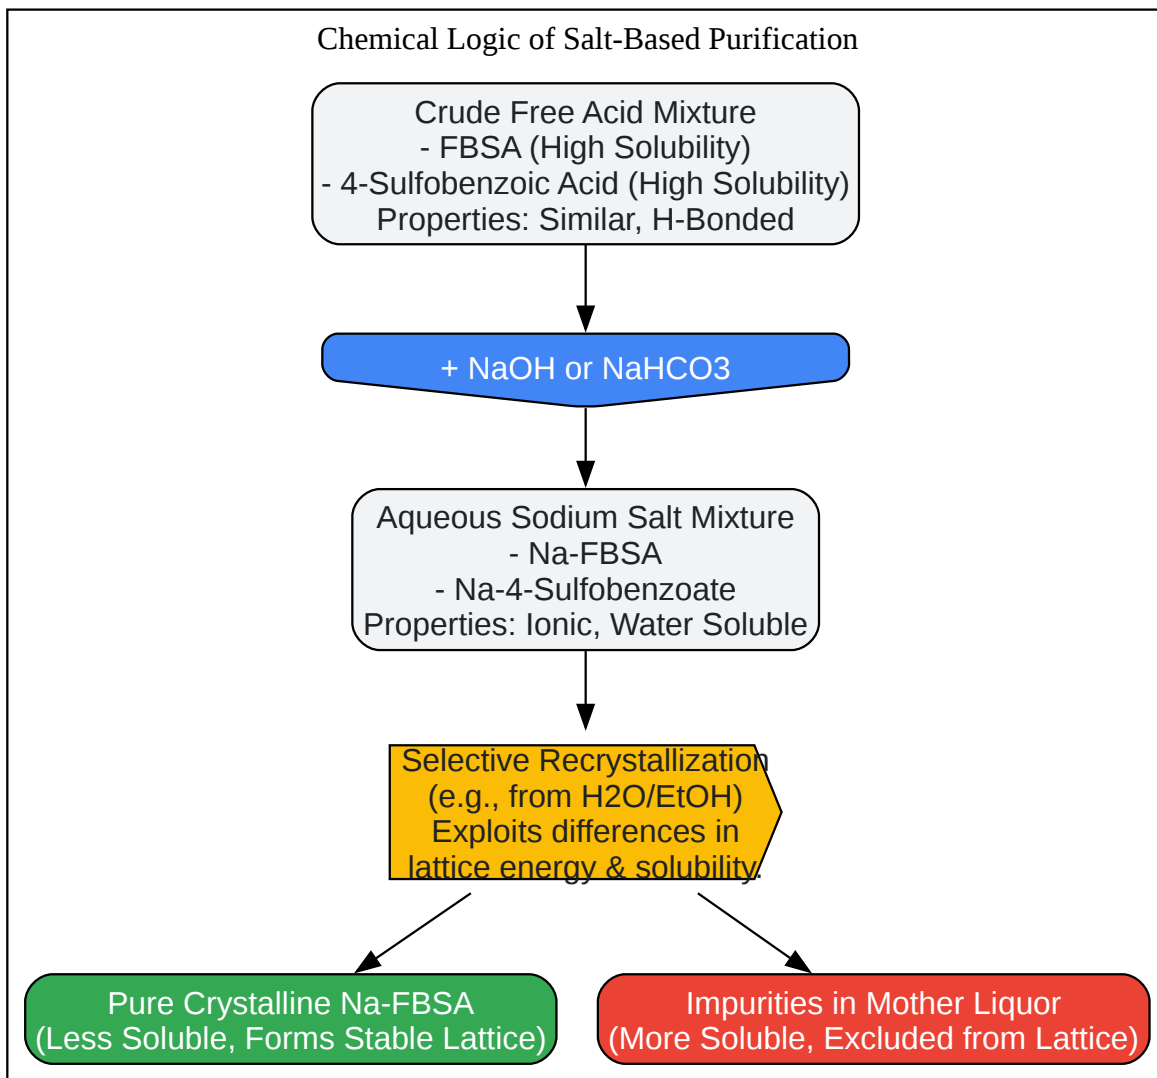 Chemical Logic of Salt-Based Purification
Crude Free Acid Mixture
- FBSA (High Solubility)
- 4-Sulfobenzoic Acid (High Solubility)
Properties: Similar, H-Bonded
+ NaOH or NaHCO3
Aqueous Sodium Salt Mixture
- Na-FBSA
- Na-4-Sulfobenzoate
Properties: Ionic, Water Soluble
Selective Recrystallization
(e.g., from H2O/EtOH)
Exploits differences in
lattice energy & solubility.
Pure Crystalline Na-FBSA
(Less Soluble, Forms Stable Lattice)
Impurities in Mother Liquor
(More Soluble, Excluded from Lattice)